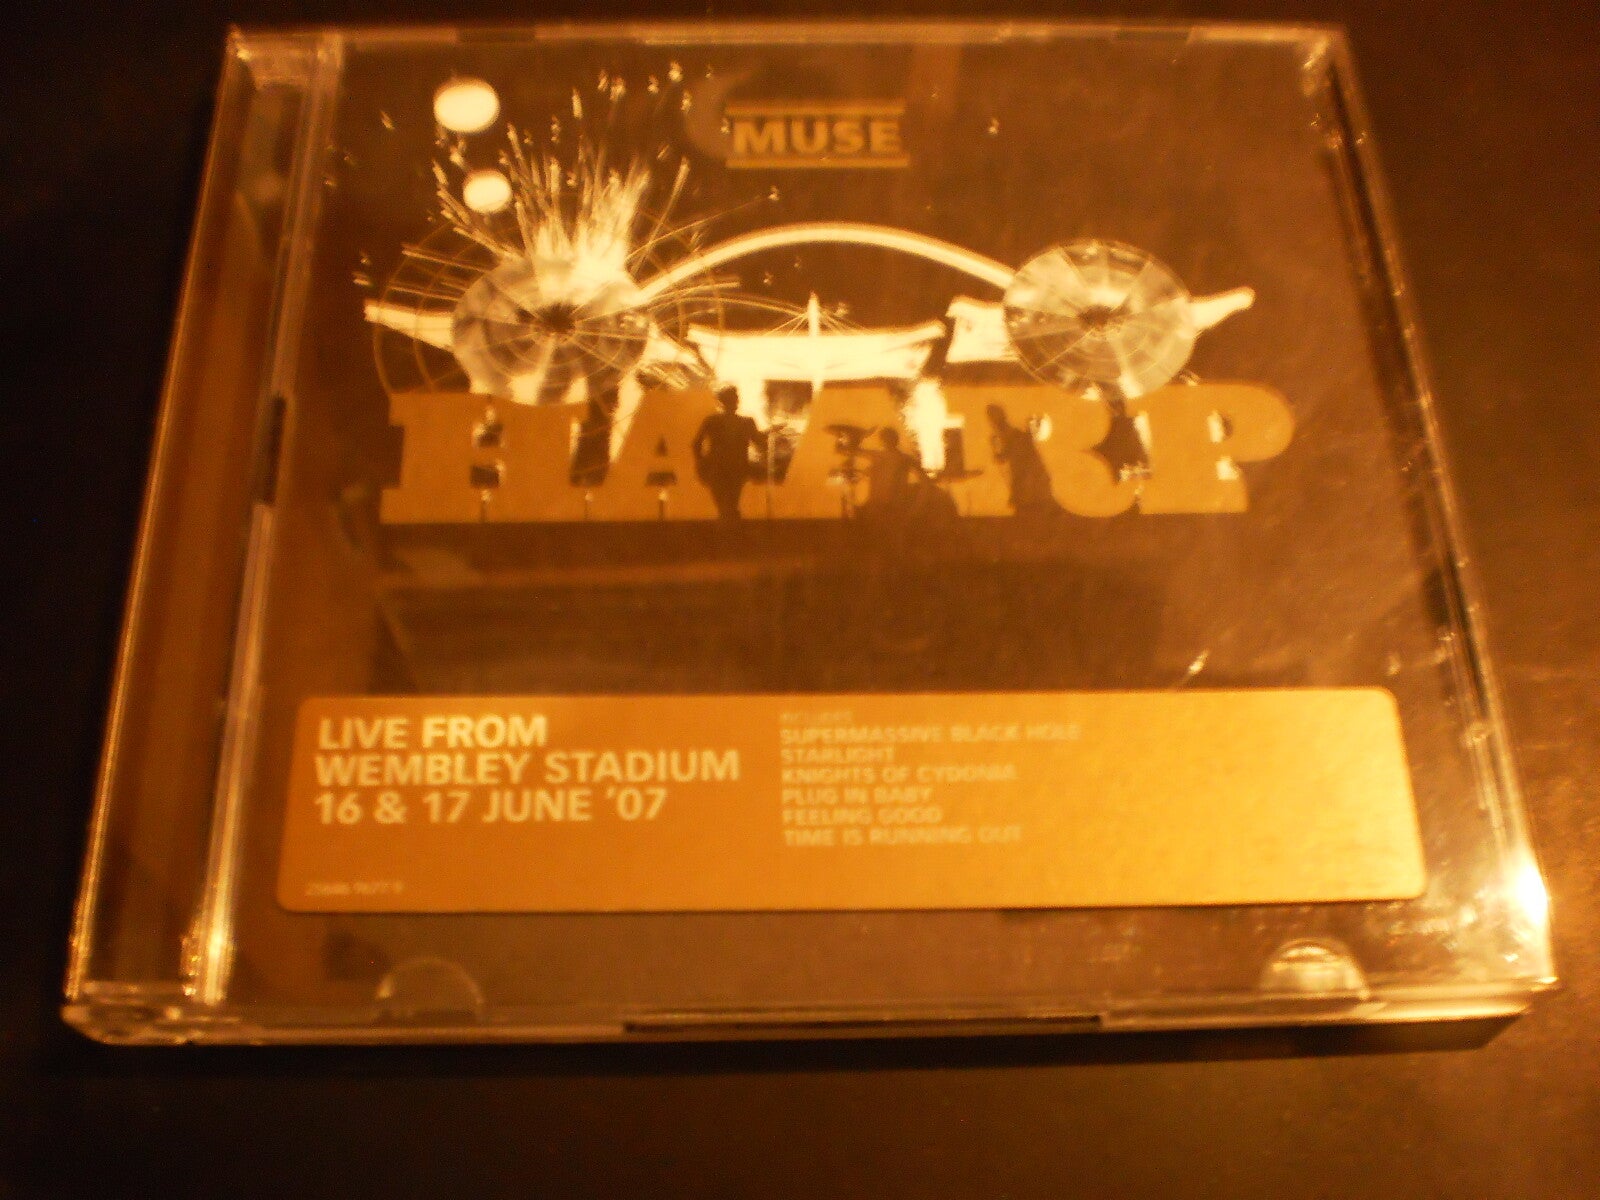 MUSE
HAARP
LIVE FROM
WEMBLEY STADIUM
16 & 17 JUNE '07
INCLUDES
SUPERMASSIVE BLACK HOLE
STARLIGHT
KNIGHTS OF CYDONIA
PLUG IN BABY
FEELING GOOD
TIME IS RUNNING OUT